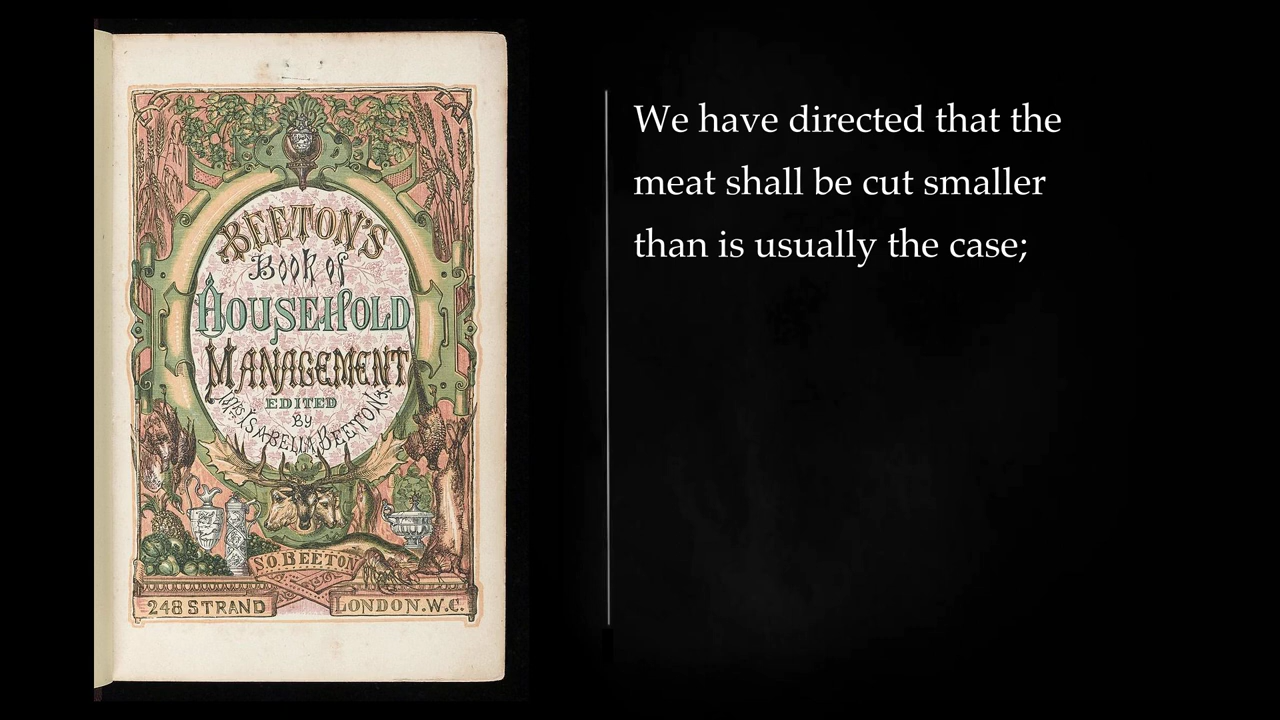 BEETON'S
Book of
HOUSEHOLD
MANAGEMENT
EDITED
By
MRS ISABELLA BEETON
S.O. BEETON
248 STRAND
LONDON. W.C.
We have directed that the
meat shall be cut smaller
than is usually the case;